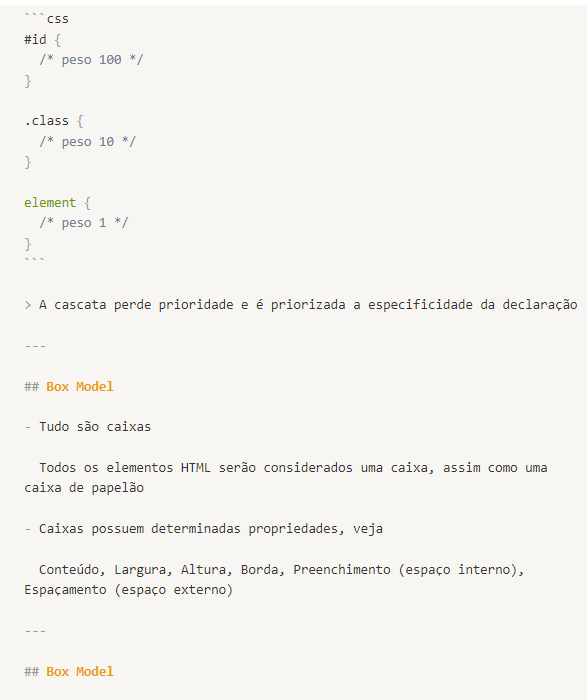 ```css
#id {
  /* peso 100 */
}

.class {
  /* peso 10 */
}

element {
  /* peso 1 */
}
```

> A cascata perde prioridade e é priorizada a especificidade da declaração

---

## Box Model

- Tudo são caixas

  Todos os elementos HTML serão considerados uma caixa, assim como uma
caixa de papelão

- Caixas possuem determinadas propriedades, veja

  Conteúdo, Largura, Altura, Borda, Preenchimento (espaço interno),
Espaçamento (espaço externo)

---

## Box Model